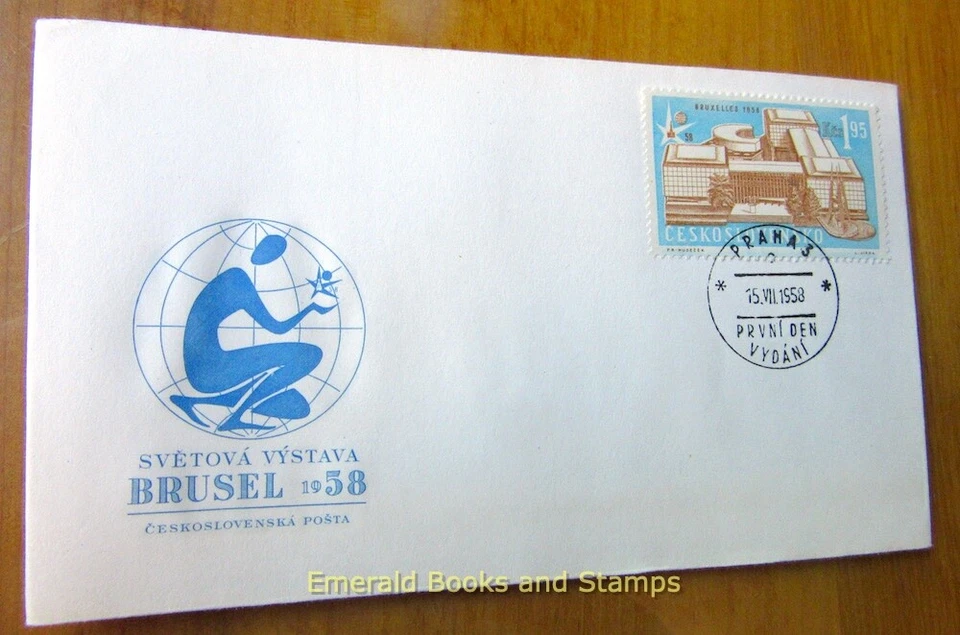 BRUXELLES 1958
58
Kčs 1.95
ČESKOSLOVENSKO
PRAHA 3
* 15.VII.1958 *
PRVNÍ DEN
VYDÁNÍ
SVĚTOVÁ VÝSTAVA
BRUSEL 1958
ČESKOSLOVENSKÁ POŠTA
Emerald Books and Stamps